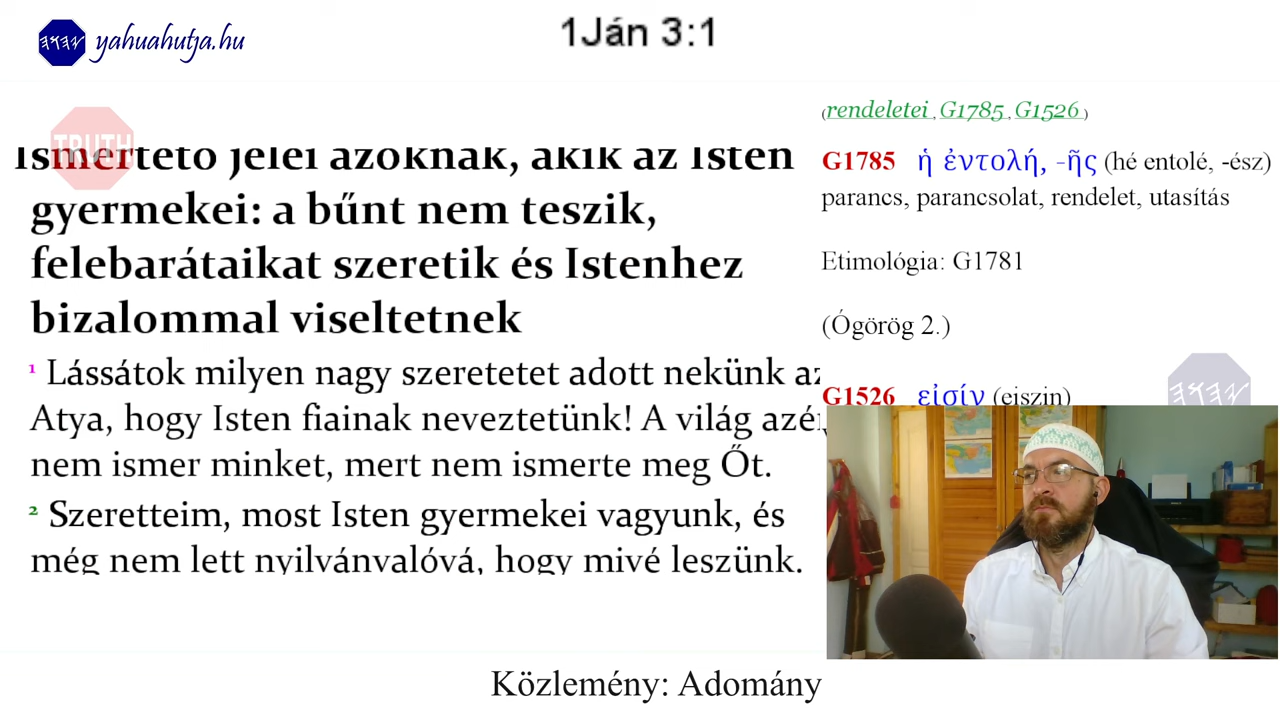 yahuahutja.hu
1Ján 3:1
TRUTH
Ismertető jelei azoknak, akik az Isten
gyermekei: a bűnt nem teszik,
felebarátaikat szeretik és Istenhez
bizalommal viseltetnek
1 Lássátok milyen nagy szeretetet adott nekünk az
Atya, hogy Isten fiainak neveztetünk! A világ azér
nem ismer minket, mert nem ismerte meg Őt.
2 Szeretteim, most Isten gyermekei vagyunk, és
még nem lett nyilvánvalóvá, hogy mivé leszünk.
(rendeletei , G1785 , G1526 )
G1785 ἡ ἐντολή, -ῆς (hé entolé, -ész)
parancs, parancsolat, rendelet, utasítás
Etimológia: G1781
(Ógörög 2.)
G1526 εἰσίν (eiszin)
Közlemény: Adomány